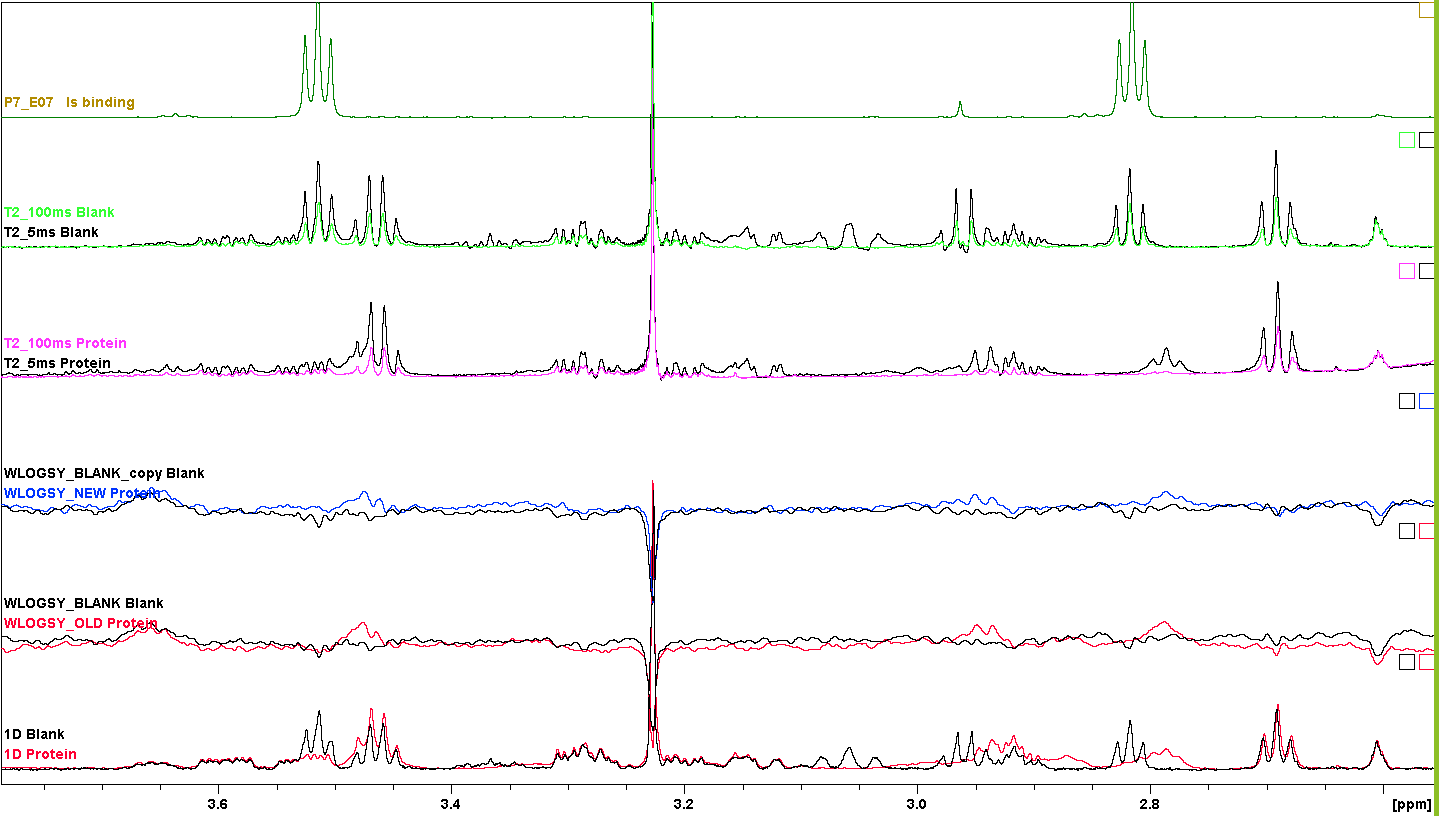 P7_E07 Is binding
T2_100ms Blank
T2_5ms Blank
T2_100ms Protein
T2_5ms Protein
WLOGSY_BLANK_copy Blank
WLOGSY_NEW Protein
WLOGSY_BLANK Blank
WLOGSY_OLD Protein
1D Blank
1D Protein
3.6 3.4 3.2 3.0 2.8 [ppm]